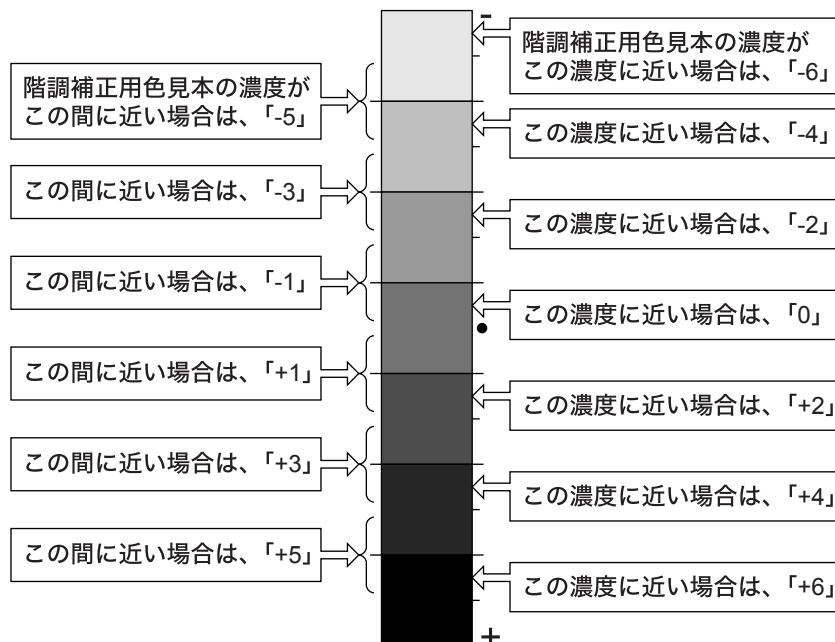 -
階調補正用色見本の濃度が
この濃度に近い場合は、「-6」
階調補正用色見本の濃度が
この間に近い場合は、「-5」
この濃度に近い場合は、「-4」
この間に近い場合は、「-3」
この濃度に近い場合は、「-2」
この間に近い場合は、「-1」
この濃度に近い場合は、「0」
この間に近い場合は、「+1」
この濃度に近い場合は、「+2」
この間に近い場合は、「+3」
この濃度に近い場合は、「+4」
この間に近い場合は、「+5」
この濃度に近い場合は、「+6」
+